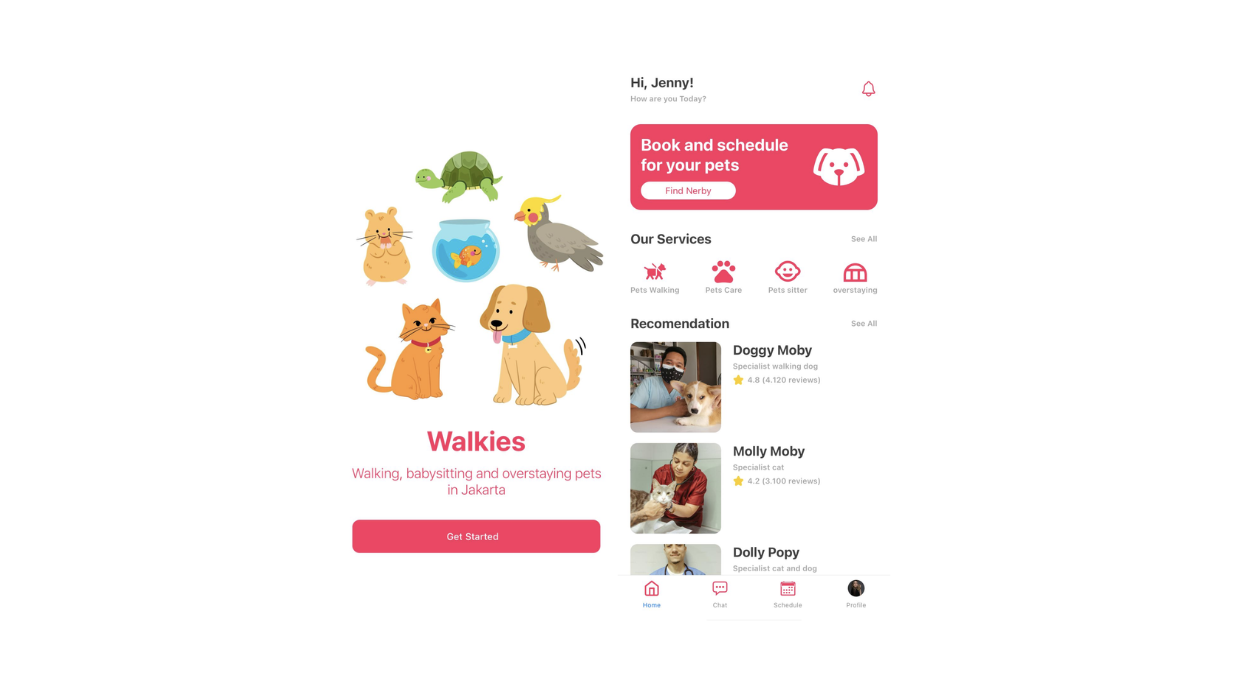 Walkies
Walking, babysitting and overstaying pets
in Jakarta
Get Started
Hi, Jenny!
How are you Today?
Book and schedule
for your pets
Find Nerby
Our Services
See All
Pets Walking
Pets Care
Pets sitter
overstaying
Recomendation
See All
Doggy Moby
Specialist walking dog
4.8 (4.120 reviews)
Molly Moby
Specialist cat
4.2 (3.100 reviews)
Dolly Popy
Specialist cat and dog
Home
Chat
Schedule
Profile